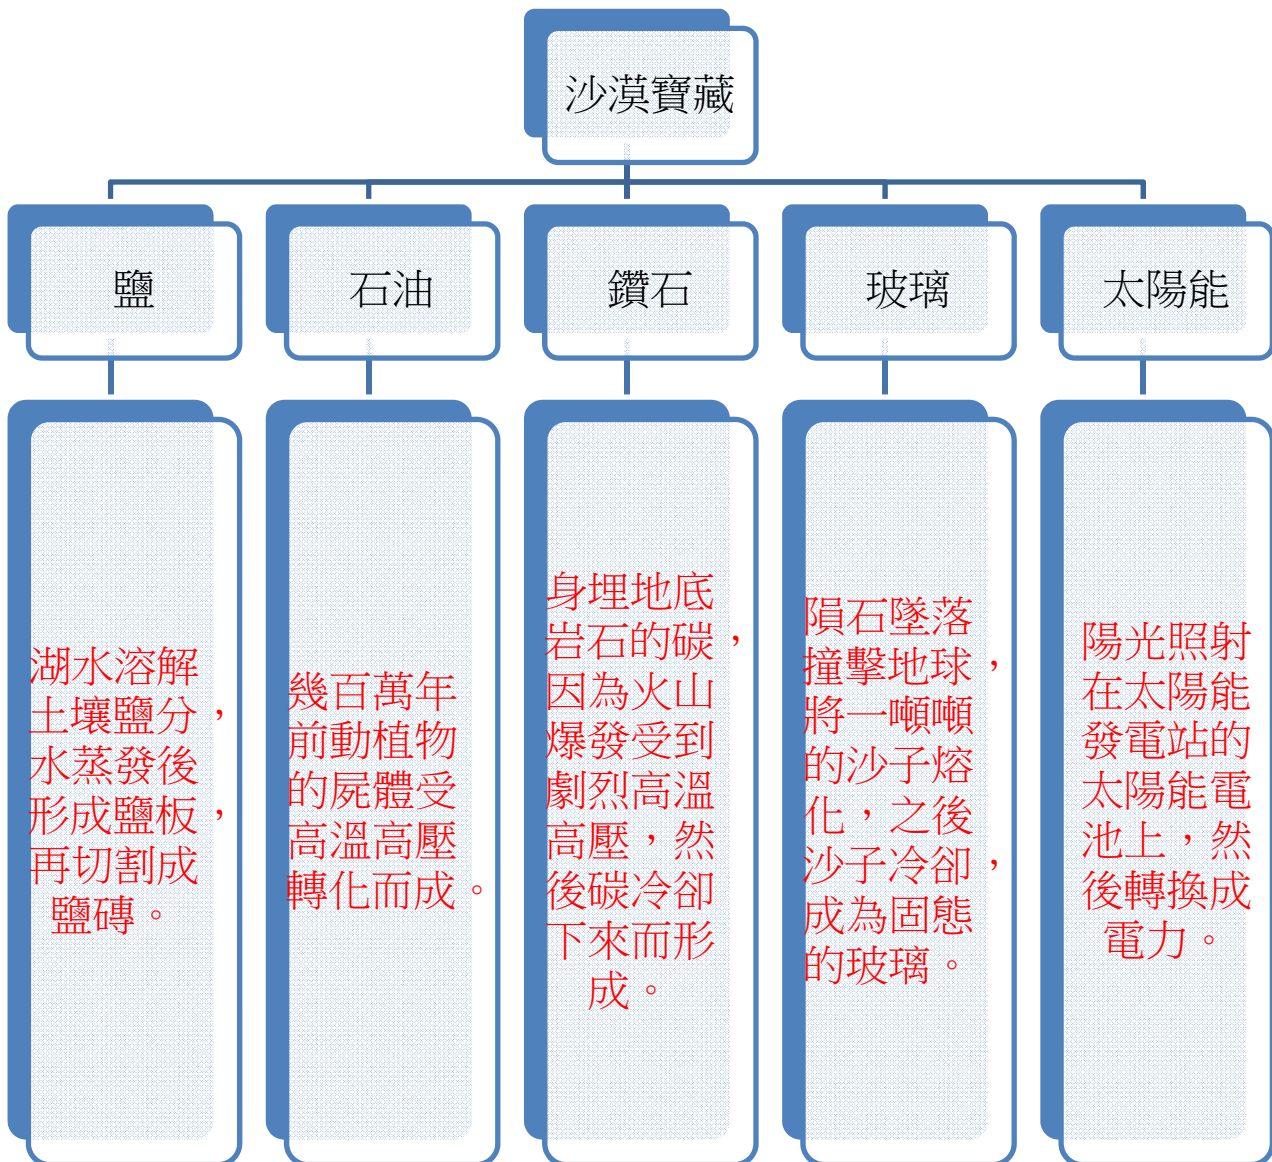 沙漠寶藏
鹽
石油
鑽石
玻璃
太陽能
湖水溶解
土壤鹽分，
水蒸發後
形成鹽板，
再切割成
鹽磚。
幾百萬年
前動植物
的屍體受
高溫高壓
轉化而成。
身埋地底
岩石的碳，
因為火山
爆發受到
劇烈高溫
高壓，然
後碳冷卻
下來而形
成。
隕石墜落
撞擊地球，
將一噸噸
的沙子熔
化，之後
沙子冷卻，
成為固態
的玻璃。
陽光照射
在太陽能
發電站的
太陽能電
池上，然
後轉換成
電力。